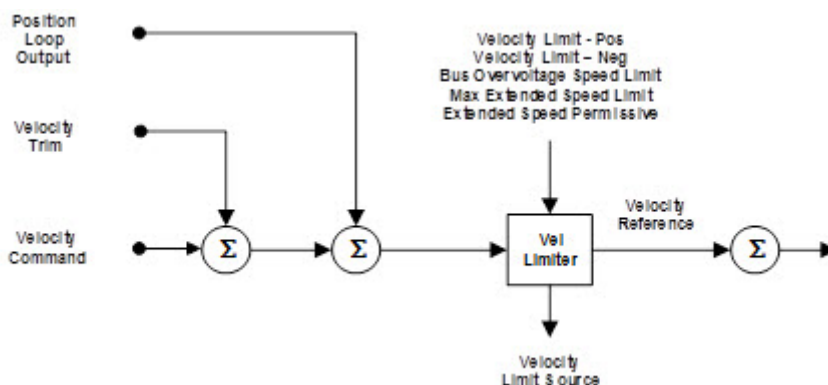 Position
Loop
Output
Velocity Limit - Pos
Velocity Limit – Neg
Bus Overvoltage Speed Limit
Max Extended Speed Limit
Extended Speed Permissive
Velocity
Trim
Velocity
Command
Σ
Σ
Vel
Limiter
Velocity
Reference
Σ
Velocity
Limit Source